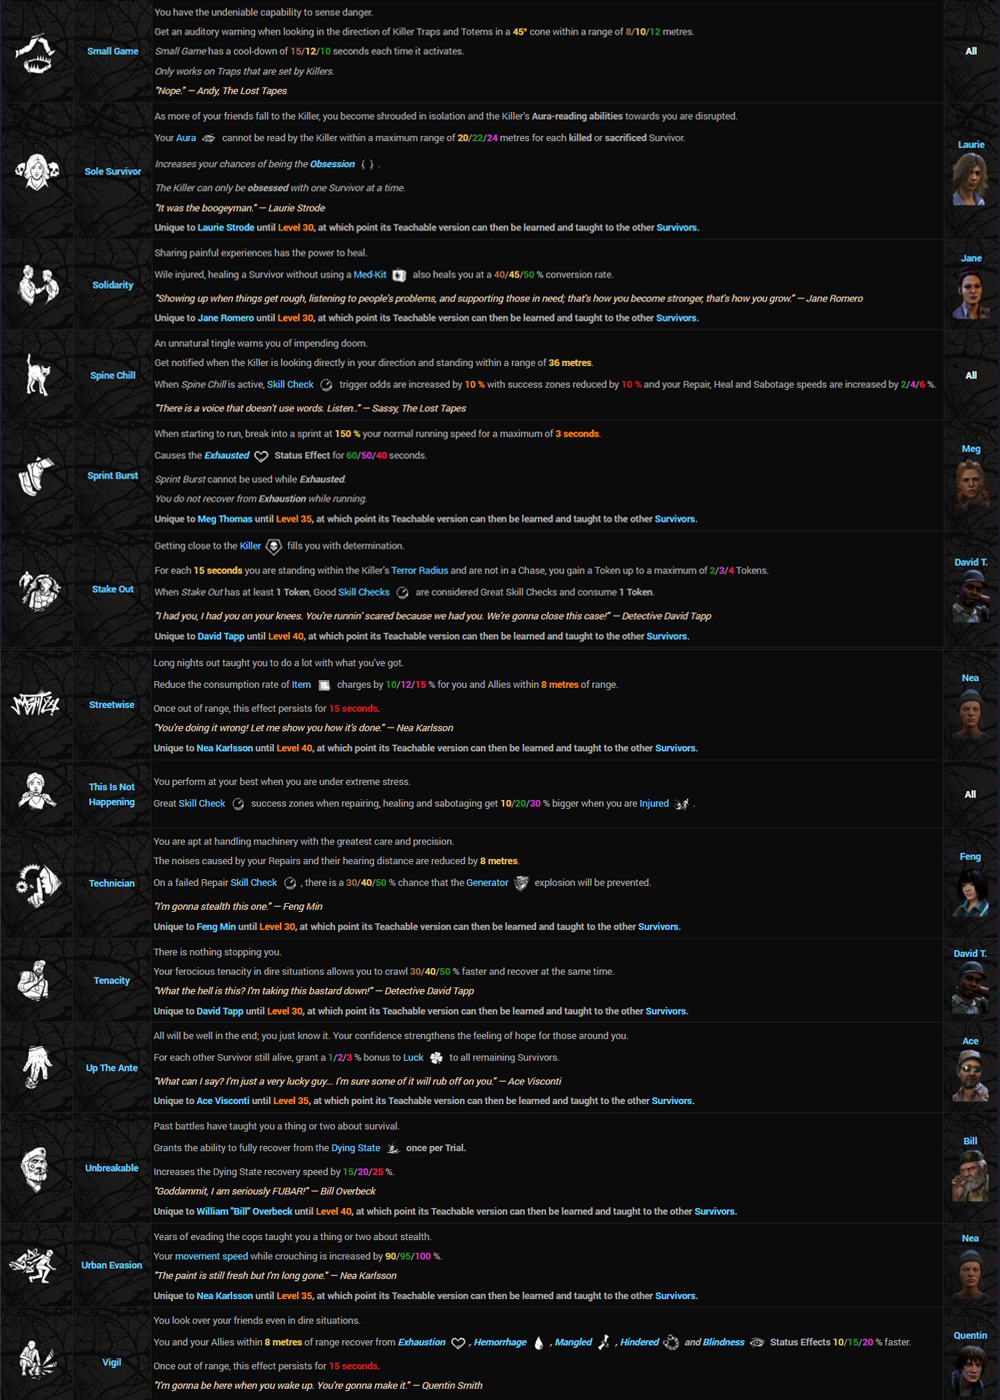 You have the undeniable capability to sense danger.
Get an auditory warning when looking in the direction of Killer Traps and Totems in a 45° cone within a range of 8/10/12 metres.
Small Game
Small Game has a cool-down of 15/12/10 seconds each time it activates.
All
Only works on Traps that are set by Killers.
"Nope." — Andy, The Lost Tapes
As more of your friends fall to the Killer, you become shrouded in isolation and the Killer's Aura-reading abilities towards you are disrupted.
Your Aura cannot be read by the Killer within a maximum range of 20/22/24 metres for each killed or sacrificed Survivor.
Laurie
Increases your chances of being the Obsession .
Sole Survivor
The Killer can only be obsessed with one Survivor at a time.
"It was the boogeyman." — Laurie Strode
Unique to Laurie Strode until Level 30, at which point its Teachable version can then be learned and taught to the other Survivors.
Sharing painful experiences has the power to heal.
Jane
Wile injured, healing a Survivor without using a Med-Kit also heals you at a 40/45/50 % conversion rate.
Solidarity
"Showing up when things get rough, listening to people's problems, and supporting those in need; that's how you become stronger, that's how you grow." — Jane Romero
Unique to Jane Romero until Level 30, at which point its Teachable version can then be learned and taught to the other Survivors.
An unnatural tingle warns you of impending doom.
Get notified when the Killer is looking directly in your direction and standing within a range of 36 metres.
Spine Chill
All
When Spine Chill is active, Skill Check trigger odds are increased by 10 % with success zones reduced by 10 % and your Repair, Heal and Sabotage speeds are increased by 2/4/6 %.
"There is a voice that doesn't use words. Listen.." — Sassy, The Lost Tapes
When starting to run, break into a sprint at 150 % your normal running speed for a maximum of 3 seconds.
Meg
Causes the Exhausted Status Effect for 60/50/40 seconds.
Sprint Burst
Sprint Burst cannot be used while Exhausted.
You do not recover from Exhaustion while running.
Unique to Meg Thomas until Level 35, at which point its Teachable version can then be learned and taught to the other Survivors.
Getting close to the Killer fills you with determination.
David T.
For each 15 seconds you are standing within the Killer's Terror Radius and are not in a Chase, you gain a Token up to a maximum of 2/3/4 Tokens.
Stake Out
When Stake Out has at least 1 Token, Good Skill Checks are considered Great Skill Checks and consume 1 Token.
"I had you, I had you on your knees. You're runnin' scared because we had you. We're gonna close this case!" — Detective David Tapp
Unique to David Tapp until Level 40, at which point its Teachable version can then be learned and taught to the other Survivors.
Long nights out taught you to do a lot with what you've got.
Nea
Reduce the consumption rate of Item charges by 10/12/15 % for you and Allies within 8 metres of range.
Streetwise
Once out of range, this effect persists for 15 seconds.
"You're doing it wrong! Let me show you how it's done." — Nea Karlsson
Unique to Nea Karlsson until Level 40, at which point its Teachable version can then be learned and taught to the other Survivors.
You perform at your best when you are under extreme stress.
This Is Not
Happening
All
Great Skill Check success zones when repairing, healing and sabotaging get 10/20/30 % bigger when you are Injured .
You are apt at handling machinery with the greatest care and precision.
Feng
The noises caused by your Repairs and their hearing distance are reduced by 8 metres.
Technician
On a failed Repair Skill Check , there is a 30/40/50 % chance that the Generator explosion will be prevented.
"I'm gonna stealth this one." — Feng Min
Unique to Feng Min until Level 30, at which point its Teachable version can then be learned and taught to the other Survivors.
There is nothing stopping you.
David T.
Your ferocious tenacity in dire situations allows you to crawl 30/40/50 % faster and recover at the same time.
Tenacity
"What the hell is this? I'm taking this bastard down!" — Detective David Tapp
Unique to David Tapp until Level 30, at which point its Teachable version can then be learned and taught to the other Survivors.
All will be well in the end; you just know it. Your confidence strengthens the feeling of hope for those around you.
Ace
For each other Survivor still alive, grant a 1/2/3 % bonus to Luck to all remaining Survivors.
Up The Ante
"What can I say? I'm just a very lucky guy... I'm sure some of it will rub off on you." — Ace Visconti
Unique to Ace Visconti until Level 35, at which point its Teachable version can then be learned and taught to the other Survivors.
Past battles have taught you a thing or two about survival.
Bill
Grants the ability to fully recover from the Dying State once per Trial.
Unbreakable
Increases the Dying State recovery speed by 15/20/25 %.
"Goddammit, I am seriously FUBAR!" — Bill Overbeck
Unique to William "Bill" Overbeck until Level 40, at which point its Teachable version can then be learned and taught to the other Survivors.
Years of evading the cops taught you a thing or two about stealth.
Nea
Your movement speed while crouching is increased by 90/95/100 %.
Urban Evasion
"The paint is still fresh but I'm long gone." — Nea Karlsson
Unique to Nea Karlsson until Level 35, at which point its Teachable version can then be learned and taught to the other Survivors.
You look over your friends even in dire situations.
Quentin
You and your Allies within 8 metres of range recover from Exhaustion , Hemorrhage , Mangled , Hindered and Blindness Status Effects 10/15/20 % faster.
Vigil
Once out of range, this effect persists for 15 seconds.
"I'm gonna be here when you wake up. You're gonna make it." — Quentin Smith